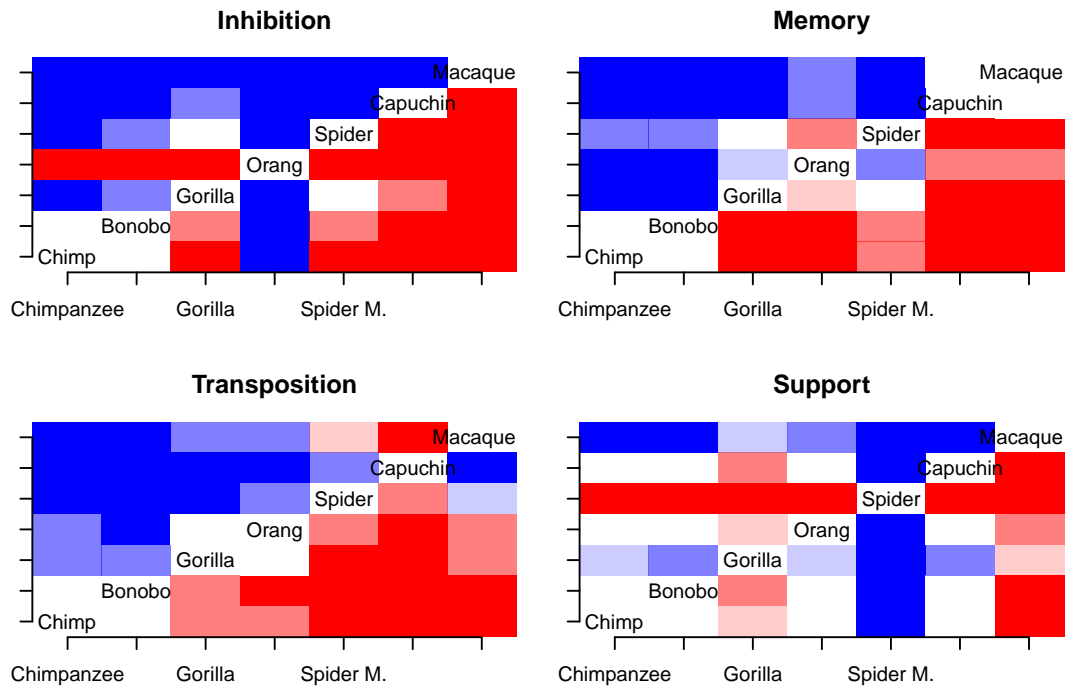 Inhibition
Macaque
Capuchin
Spider
Orang
Gorilla
Bonobo
Chimp
Chimpanzee Gorilla Spider M.
Memory
Macaque
Capuchin
Spider
Orang
Gorilla
Bonobo
Chimp
Chimpanzee Gorilla Spider M.
Transposition
Macaque
Capuchin
Spider
Orang
Gorilla
Bonobo
Chimp
Chimpanzee Gorilla Spider M.
Support
Macaque
Capuchin
Spider
Orang
Gorilla
Bonobo
Chimp
Chimpanzee Gorilla Spider M.